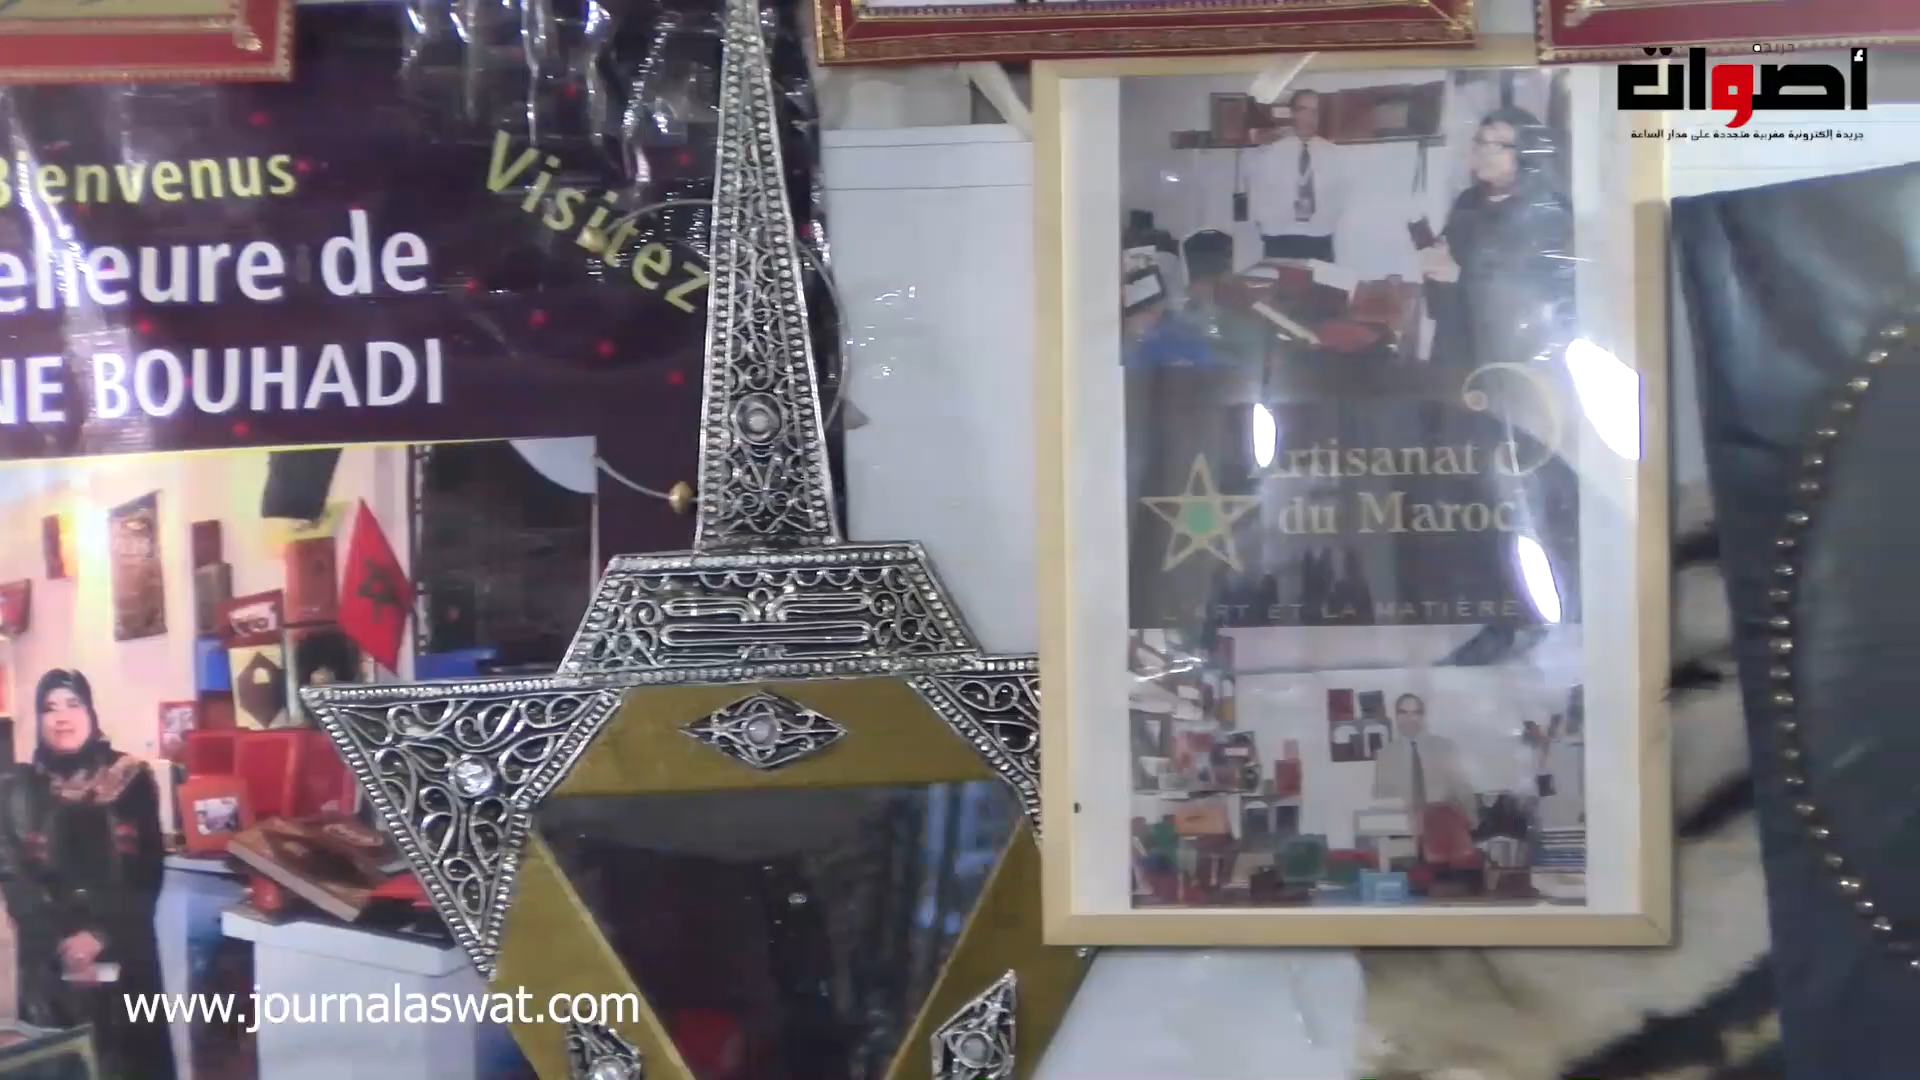 Bienvenus
de
NE BOUHADI
Visitez
Artisanat
du Maroc
L'ART ET LA MATIÈRE
جريدة
أصوات
جريدة إلكترونية مغربية متجددة على مدار الساعة
www.journalaswat.com